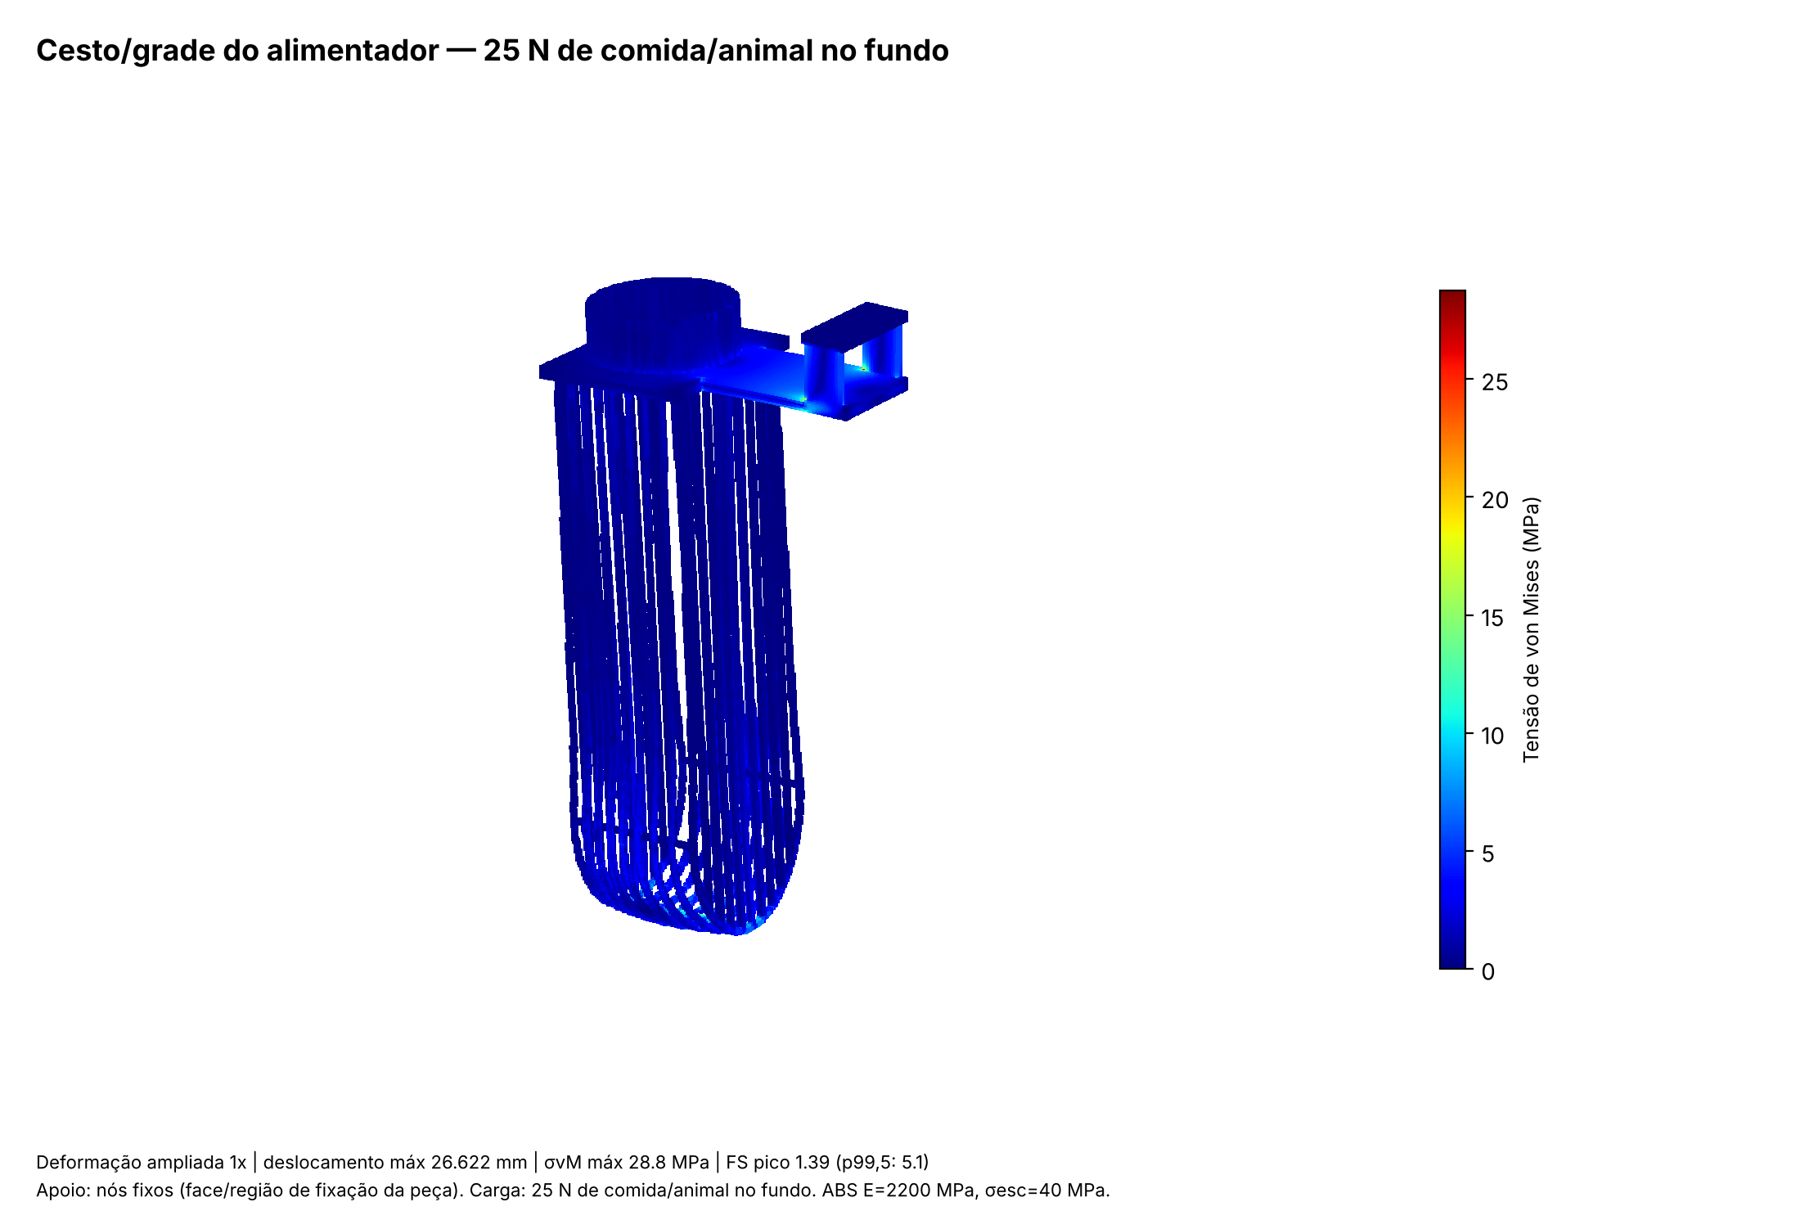 Cesto/grade do alimentador — 25 N de comida/animal no fundo
25
20
15
10
5
0
Tensão de von Mises (MPa)
Deformação ampliada 1x | deslocamento máx 26.622 mm | σvM máx 28.8 MPa | FS pico 1.39 (p99,5: 5.1)
Apoio: nós fixos (face/região de fixação da peça). Carga: 25 N de comida/animal no fundo. ABS E=2200 MPa, σesc=40 MPa.